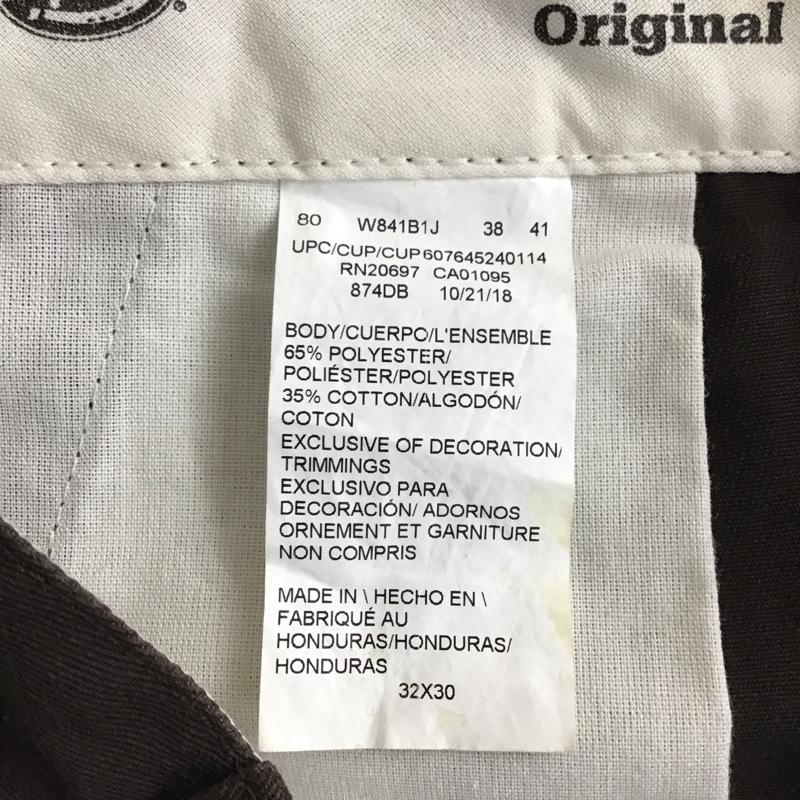 Original
80 W841B1J 38 41
UPC/CUP/CUP607645240114
RN20697 CA01095
874DB 10/21/18
BODY/CUERPO/L'ENSEMBLE
65% POLYESTER/
POLIÉSTER/POLYESTER
35% COTTON/ALGODÓN/
COTON
EXCLUSIVE OF DECORATION/
TRIMMINGS
EXCLUSIVO PARA
DECORACIÓN/ ADORNOS
ORNEMENT ET GARNITURE
NON COMPRIS
MADE IN \ HECHO EN \
FABRIQUÉ AU
HONDURAS/HONDURAS/
HONDURAS
32X30